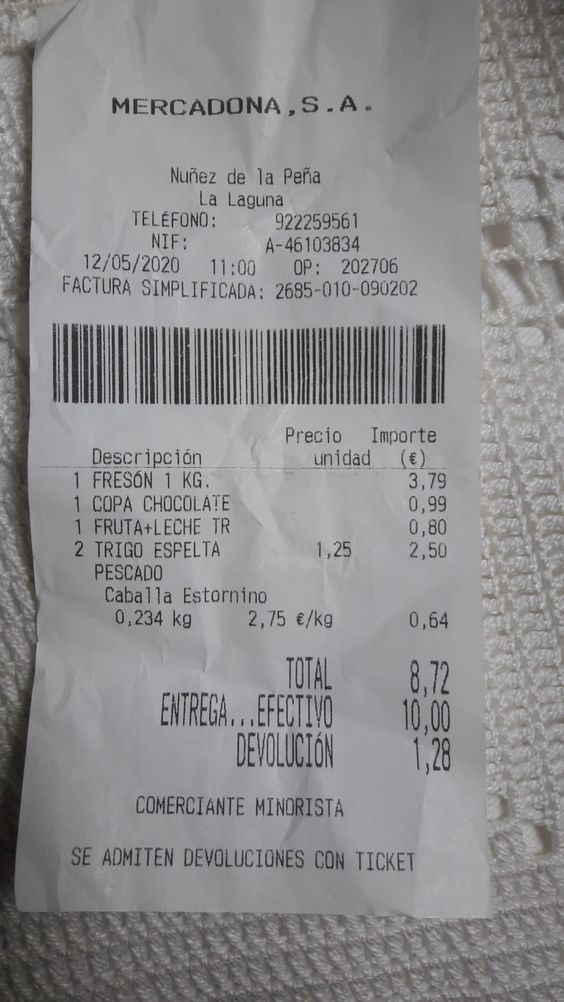 MERCADONA,S.A.
Nuñez de la Peña
La Laguna
TELÉFONO: 922259561
NIF: A-46103834
12/05/2020 11:00 OP: 202706
FACTURA SIMPLIFICADA: 2685-010-090202
Precio Importe
Descripción unidad (€)
1 FRESÓN 1 KG. 3,79
1 COPA CHOCOLATE 0,99
1 FRUTA+LECHE TR 0,80
2 TRIGO ESPELTA 1,25 2,50
PESCADO
Caballa Estornino
0,234 kg 2,75 €/kg 0,64
TOTAL 8,72
ENTREGA...EFECTIVO 10,00
DEVOLUCIÓN 1,28
COMERCIANTE MINORISTA
SE ADMITEN DEVOLUCIONES CON TICKET